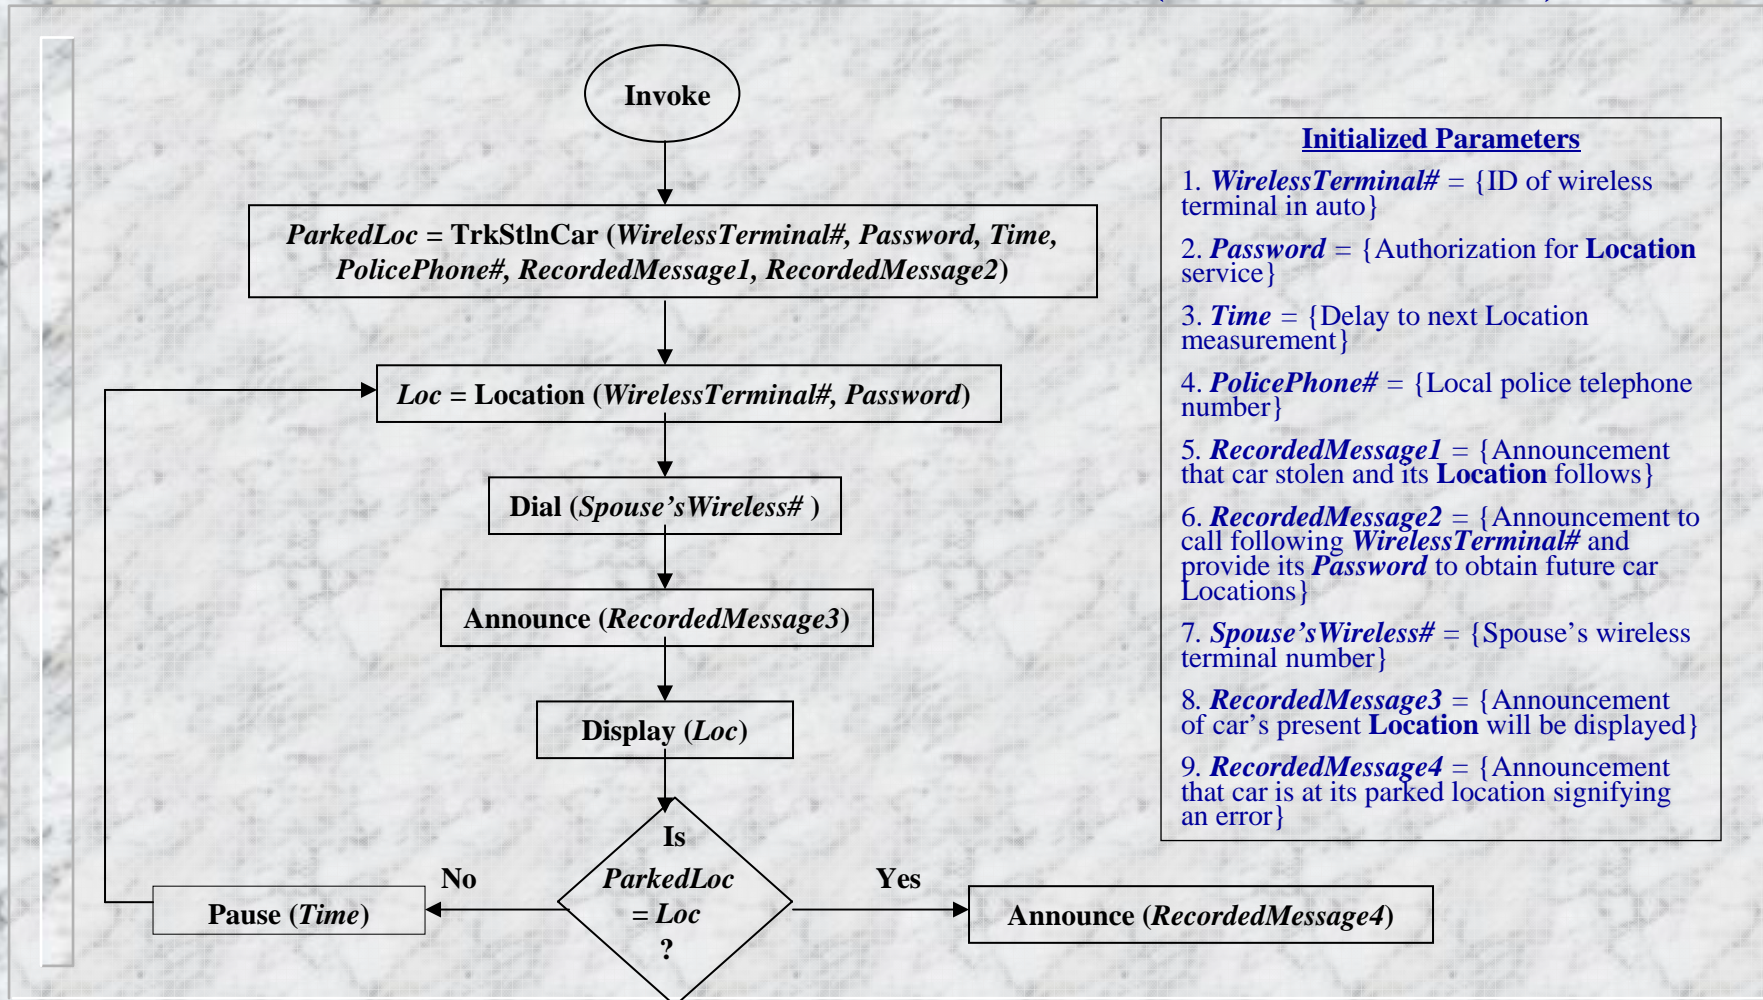 Invoke
ParkedLoc = TrkStlnCar (WirelessTerminal#, Password, Time,
PolicePhone#, RecordedMessage1, RecordedMessage2)
Loc = Location (WirelessTerminal#, Password)
Dial (Spouse’sWireless# )
Announce (RecordedMessage3)
Display (Loc)
Is
ParkedLoc
= Loc
?
No
Yes
Pause (Time)
Announce (RecordedMessage4)
Initialized Parameters
1. WirelessTerminal# = {ID of wireless
terminal in auto}
2. Password = {Authorization for Location
service}
3. Time = {Delay to next Location
measurement}
4. PolicePhone# = {Local police telephone
number}
5. RecordedMessage1 = {Announcement
that car stolen and its Location follows}
6. RecordedMessage2 = {Announcement to
call following WirelessTerminal# and
provide its Password to obtain future car
Locations}
7. Spouse’sWireless# = {Spouse’s wireless
terminal number}
8. RecordedMessage3 = {Announcement
of car’s present Location will be displayed}
9. RecordedMessage4 = {Announcement
that car is at its parked location signifying
an error}